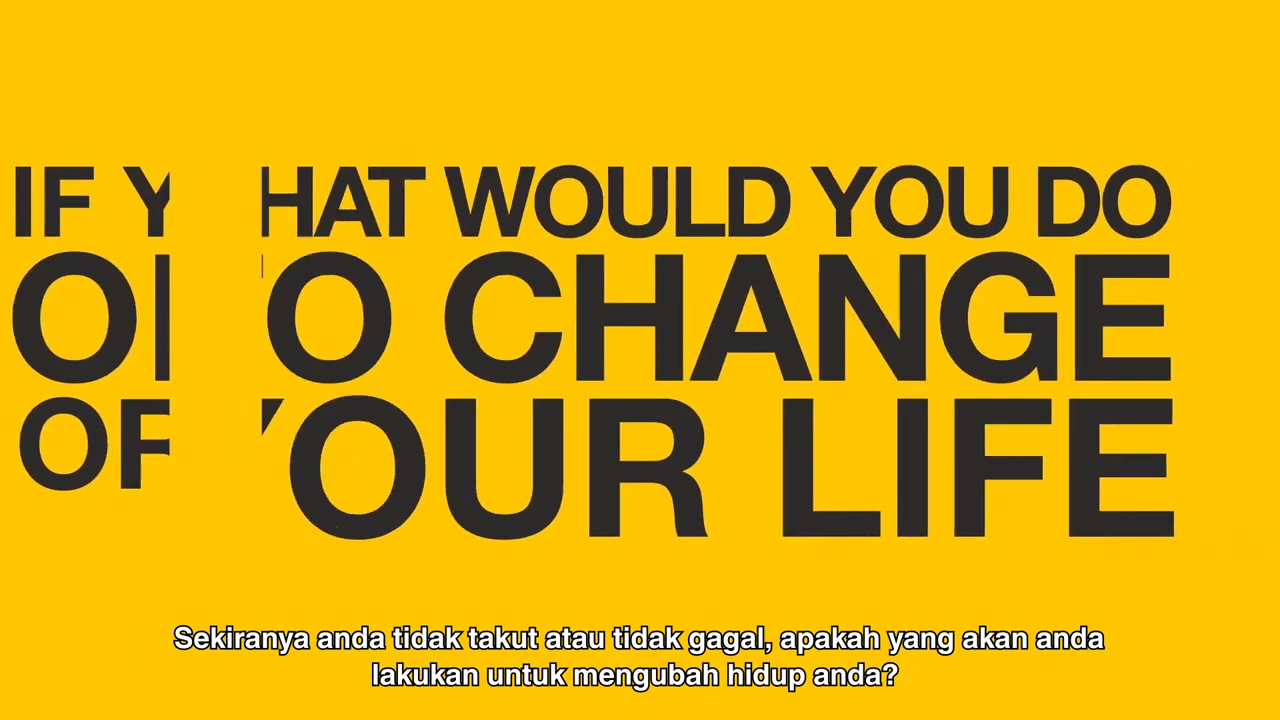 IF Y HAT WOULD YOU DO
O O CHANGE
OF OUR LIFE
Sekiranya anda tidak takut atau tidak gagal, apakah yang akan anda
lakukan untuk mengubah hidup anda?